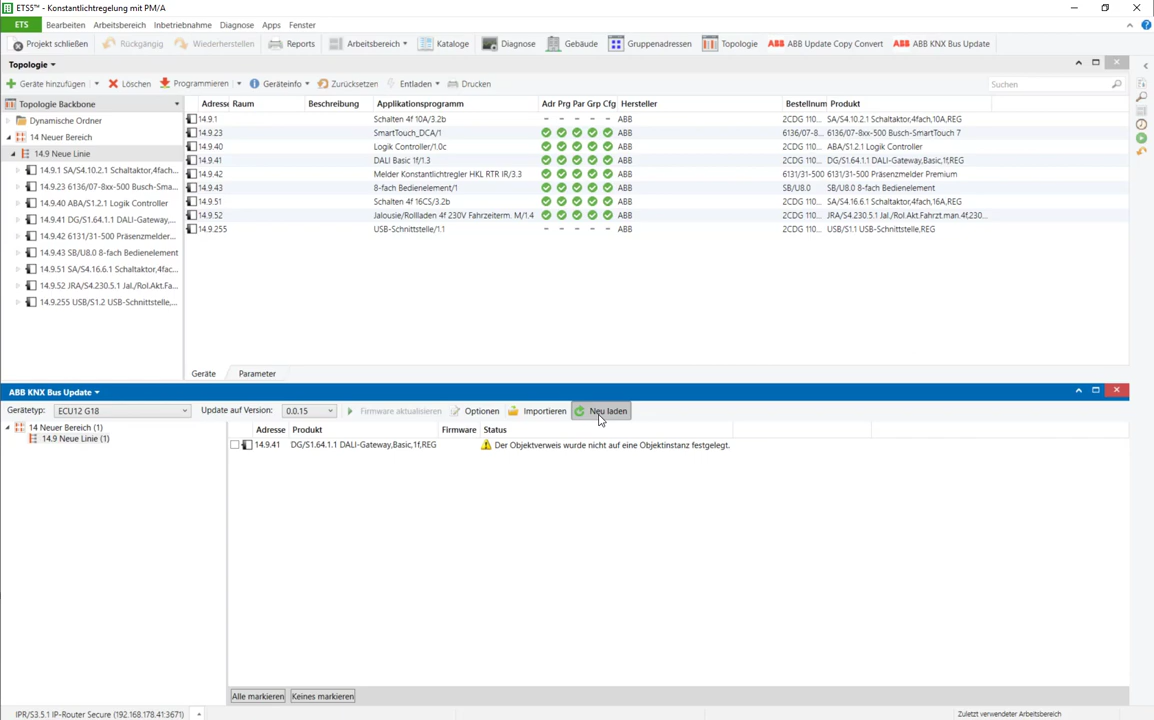 ETS5™ - Konstantlichtregelung mit PM/A
ETS Bearbeiten Arbeitsbereich Inbetriebnahme Diagnose Apps Fenster
Projekt schließen Rückgängig Wiederherstellen Reports Arbeitsbereich Kataloge Diagnose Gebäude Gruppenadressen Topologie ABB ABB Update Copy Convert ABB ABB KNX Bus Update
Topologie
Geräte hinzufügen Löschen Programmieren Geräteinfo Zurücksetzen Entladen Drucken Suchen
Topologie Backbone
Dynamische Ordner
14 Neuer Bereich
14.9 Neue Linie
14.9.1 SA/S4.10.2.1 Schaltaktor,4fach...
14.9.23 6136/07-8xx-500 Busch-Sma...
14.9.40 ABA/S1.2.1 Logik Controller
14.9.41 DG/S1.64.1.1 DALI-Gateway,...
14.9.42 6131/31-500 Präsenzmelder...
14.9.43 SB/U8.0 8-fach Bedienelement
14.9.51 SA/S4.16.6.1 Schaltaktor,4fac...
14.9.52 JRA/S4.230.5.1 Jal./Rol.Akt.Fa...
14.9.255 USB/S1.2 USB-Schnittstelle,...
Adresse Raum Beschreibung Applikationsprogramm Adr Prg Par Grp Cfg Hersteller Bestellnum Produkt
14.9.1 Schalten 4f 10A/3.2b - - - - - ABB 2CDG 110... SA/S4.10.2.1 Schaltaktor,4fach,10A,REG
14.9.23 SmartTouch_DCA/1 ABB 6136/07-8... 6136/07-8xx-500 Busch-SmartTouch 7
14.9.40 Logik Controller/1.0c ABB 2CDG 110... ABA/S1.2.1 Logik Controller
14.9.41 DALI Basic 1f/1.3 ABB 2CDG 110... DG/S1.64.1.1 DALI-Gateway,Basic,1f,REG
14.9.42 Melder Konstantlichtregler HKL RTR IR/3.3 ABB 6131/31-500 6131/31-500 Präsenzmelder Premium
14.9.43 8-fach Bedienelement/1 ABB SB/U8.0 SB/U8.0 8-fach Bedienelement
14.9.51 Schalten 4f 16CS/3.2b ABB 2CDG 110... SA/S4.16.6.1 Schaltaktor,4fach,16A,REG
14.9.52 Jalousie/Rollladen 4f 230V Fahrzeiterm. M/1.4 ABB 2CDG 110... JRA/S4.230.5.1 Jal./Rol.Akt.Fahrzt.man.4f,230...
14.9.255 USB-Schnittstelle/1.1 - - - - - ABB 2CDG 110... USB/S1.1 USB-Schnittstelle,REG
Geräte Parameter
ABB KNX Bus Update
Gerätetyp: ECU12 G18 Update auf Version: 0.0.15 Firmware aktualisieren Optionen Importieren Neu laden
14 Neuer Bereich (1)
14.9 Neue Linie (1)
Adresse Produkt Firmware Status
14.9.41 DG/S1.64.1.1 DALI-Gateway,Basic,1f,REG Der Objektverweis wurde nicht auf eine Objektinstanz festgelegt.
Alle markieren Keines markieren
IPR/S3.5.1 IP-Router Secure (192.168.178.41:3671) Zuletzt verwendeter Arbeitsbereich